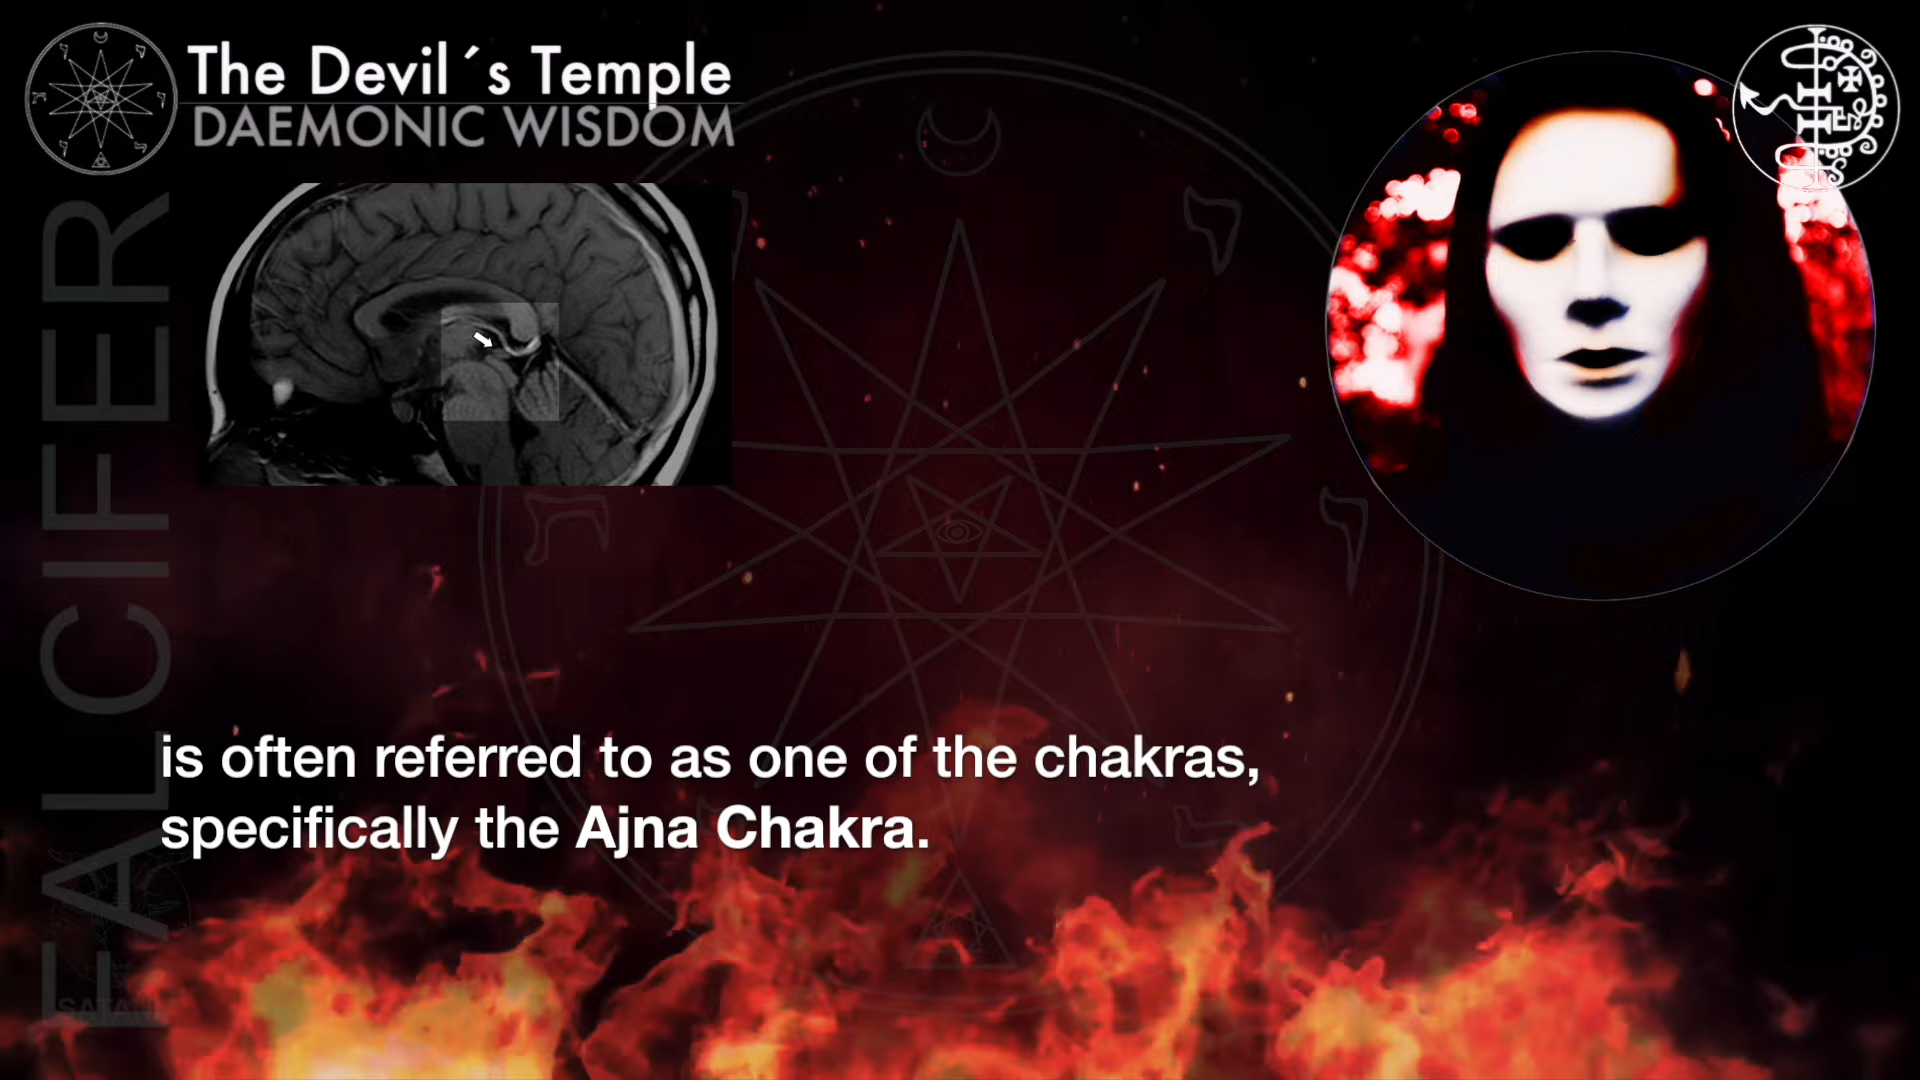 The Devil´s Temple
DAEMONIC WISDOM
FALCIFER
is often referred to as one of the chakras,
specifically the Ajna Chakra.